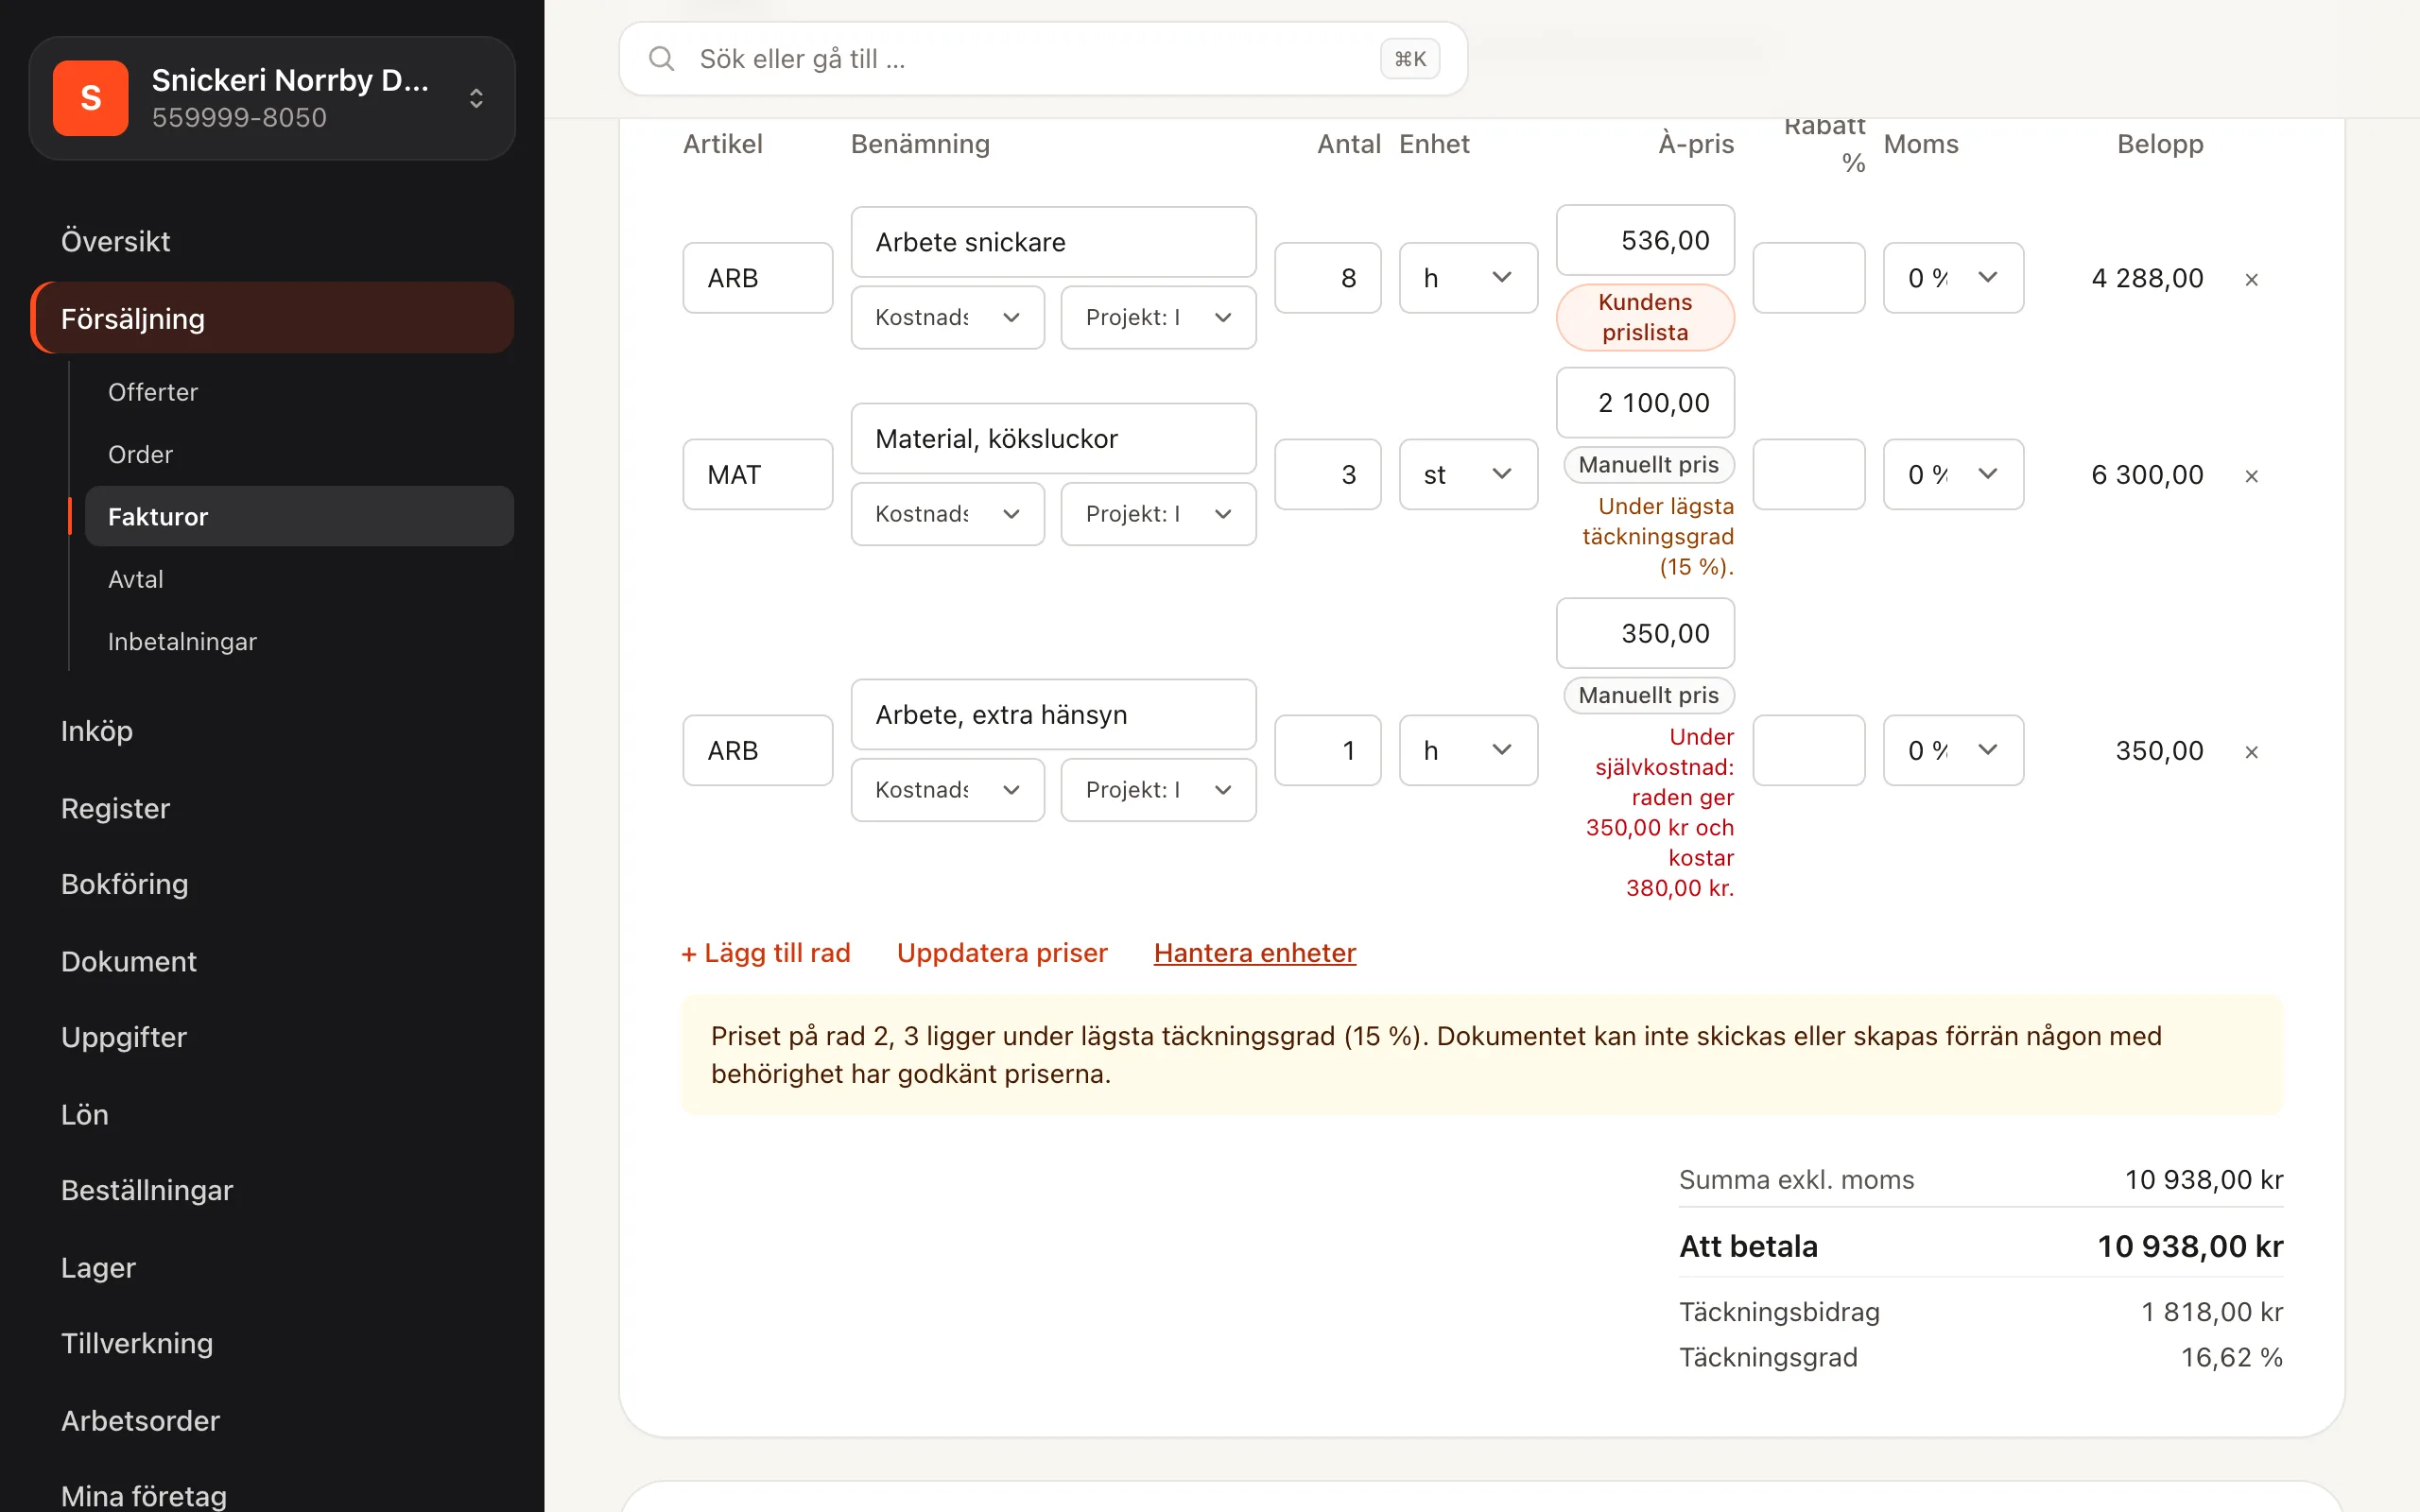 S
Snickeri Norrby D...
559999-8050
Översikt
Försäljning
Offerter
Order
Fakturor
Avtal
Inbetalningar
Inköp
Register
Bokföring
Dokument
Uppgifter
Lön
Beställningar
Lager
Tillverkning
Arbetsorder
Mina företag
Sök eller gå till ...
⌘K
Artikel Benämning Antal Enhet À-pris Rabatt % Moms Belopp
ARB
Arbete snickare
Kostnads
Projekt: I
8
h
536,00
Kundens
prislista
0 %
4 288,00
×
MAT
Material, köksluckor
Kostnads
Projekt: I
3
st
2 100,00
Manuellt pris
Under lägsta
täckningsgrad
(15 %).
0 %
6 300,00
×
ARB
Arbete, extra hänsyn
Kostnads
Projekt: I
1
h
350,00
Manuellt pris
Under
självkostnad:
raden ger
350,00 kr och
kostar
380,00 kr.
0 %
350,00
×
+ Lägg till rad Uppdatera priser Hantera enheter
Priset på rad 2, 3 ligger under lägsta täckningsgrad (15 %). Dokumentet kan inte skickas eller skapas förrän någon med
behörighet har godkänt priserna.
Summa exkl. moms 10 938,00 kr
Att betala 10 938,00 kr
Täckningsbidrag 1 818,00 kr
Täckningsgrad 16,62 %